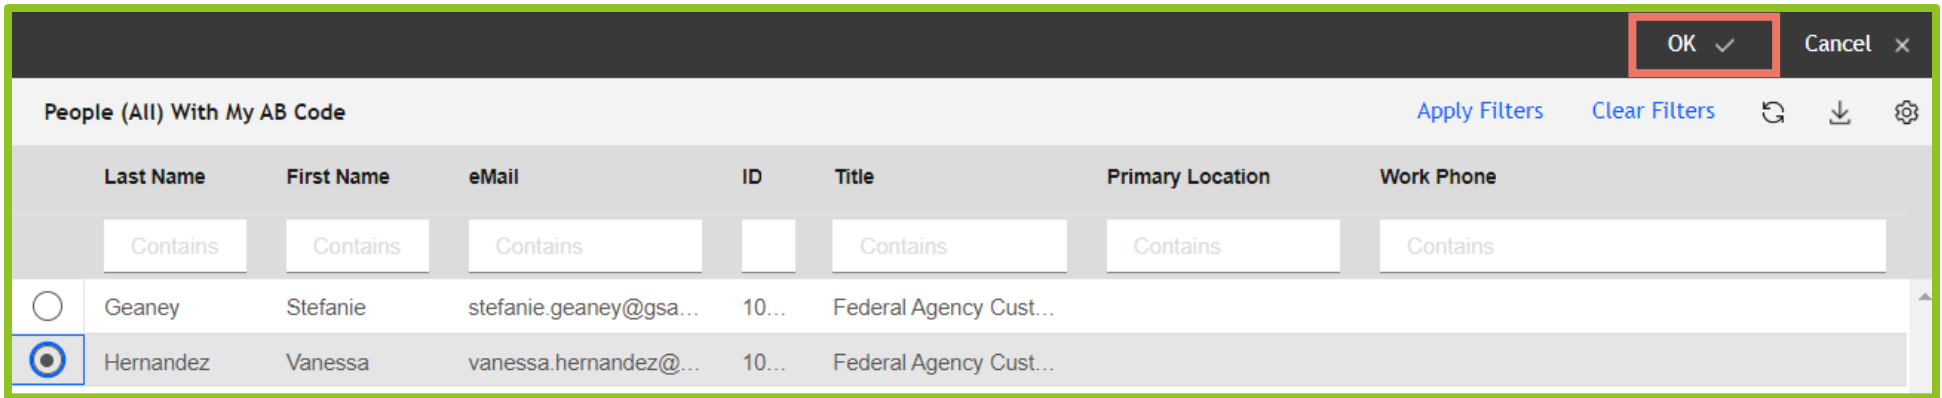 OK Cancel
People (All) With My AB Code Apply Filters Clear Filters
Last Name First Name eMail ID Title Primary Location Work Phone
Contains Contains Contains Contains Contains Contains
Geaney Stefanie stefanie.geaney@gsa... 10... Federal Agency Cust...
Hernandez Vanessa vanessa.hernandez@... 10... Federal Agency Cust...